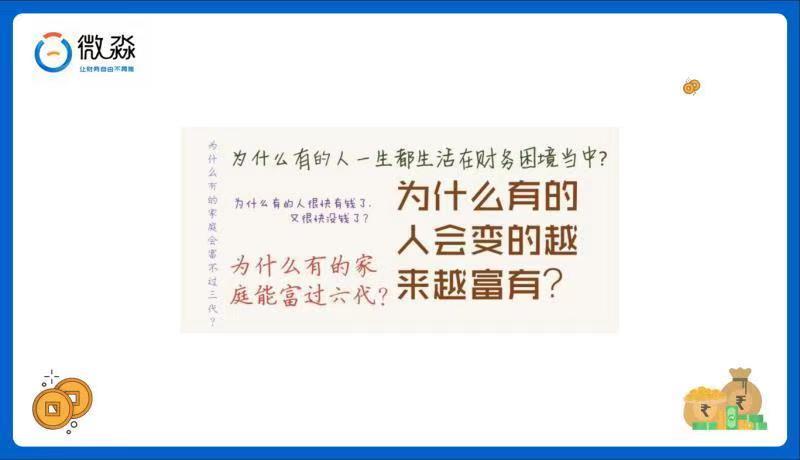 微淼
让财务自由不再难
为什么有的家庭会富不过三代？
为什么有的人一生都生活在财务困境当中?
为什么有的人很快有钱了，
又很快没钱了？
为什么有的
人会变的越
来越富有？
为什么有的家
庭能富过六代？